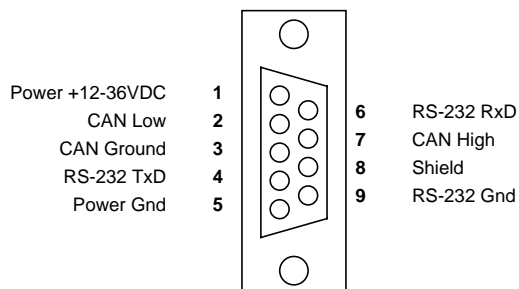 Power +12-36VDC 1
CAN Low 2
CAN Ground 3
RS-232 TxD 4
Power Gnd 5
6 RS-232 RxD
7 CAN High
8 Shield
9 RS-232 Gnd